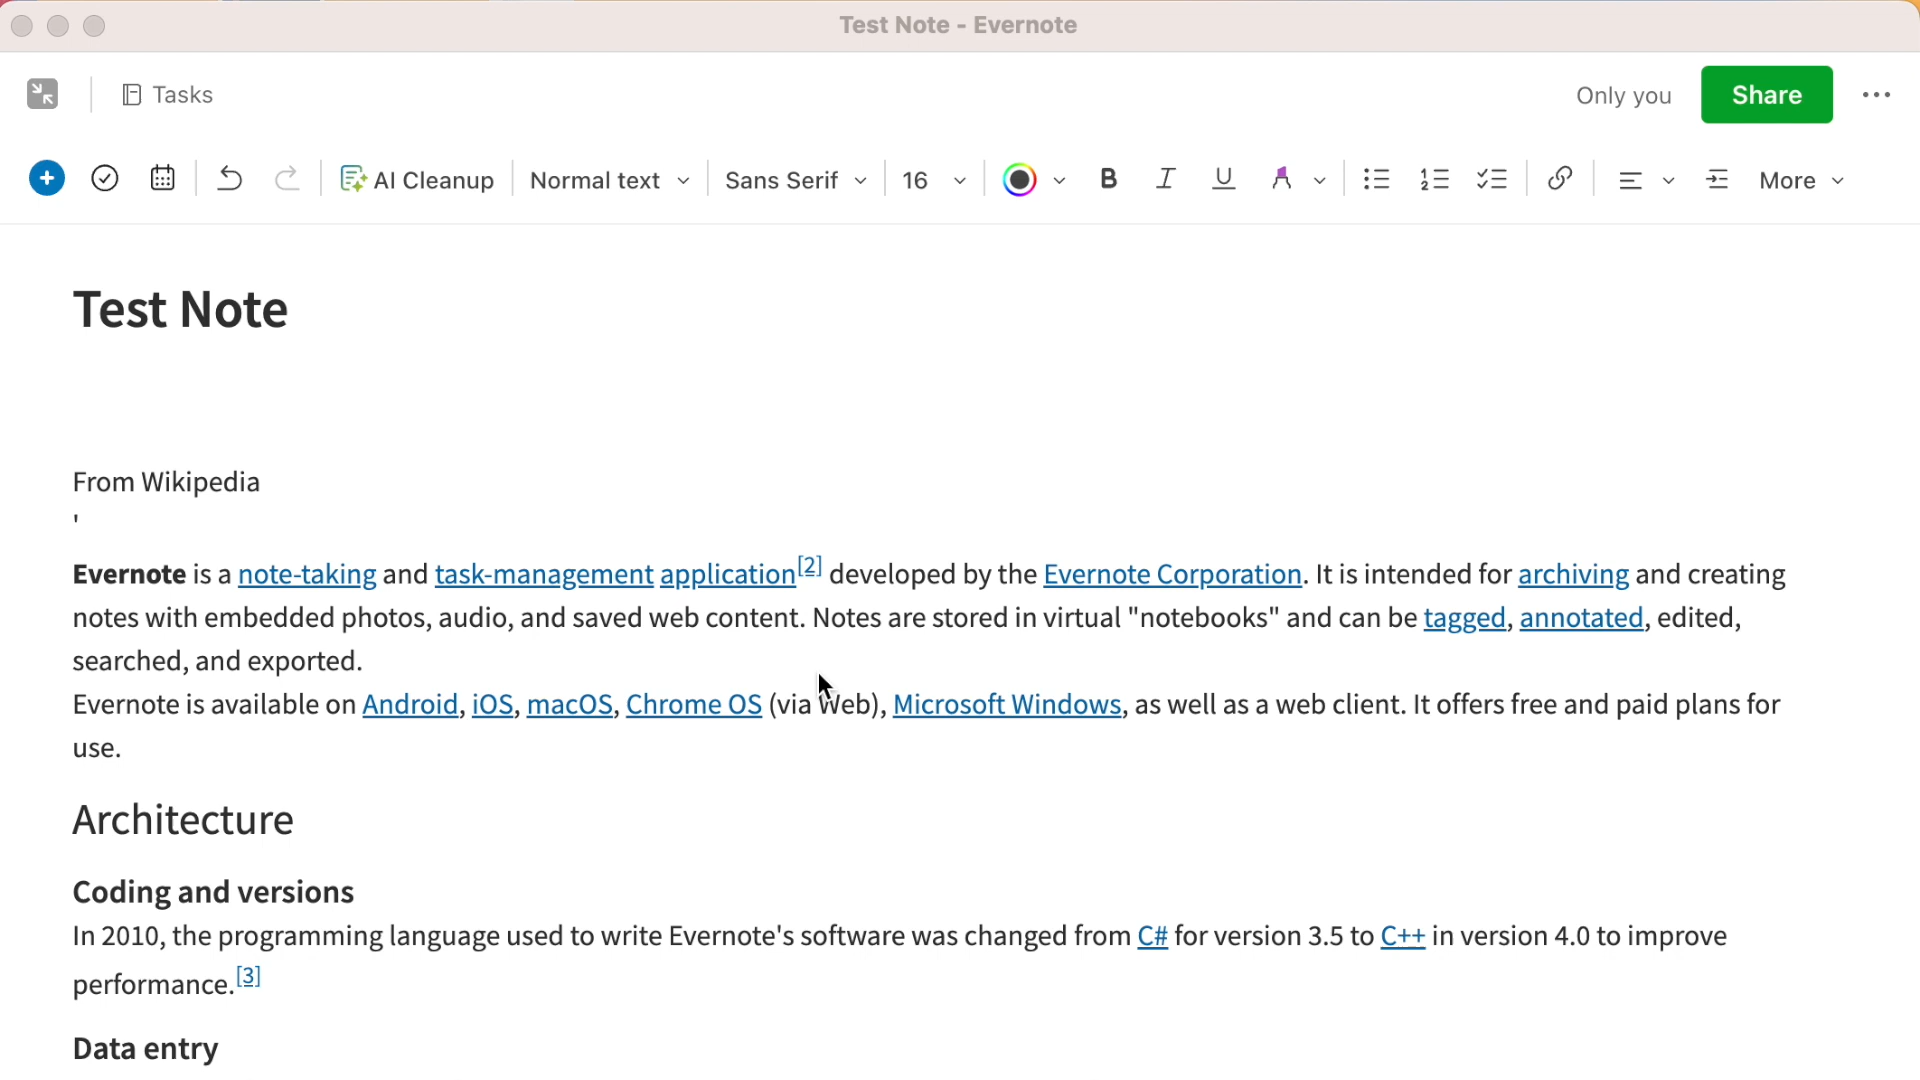 Test Note - Evernote
Tasks
Only you
Share
AI Cleanup
Normal text
Sans Serif
16
B
I
U
More
Test Note
From Wikipedia
'
Evernote is a note-taking and task-management application[2] developed by the Evernote Corporation. It is intended for archiving and creating
notes with embedded photos, audio, and saved web content. Notes are stored in virtual "notebooks" and can be tagged, annotated, edited,
searched, and exported.
Evernote is available on Android, iOS, macOS, Chrome OS (via Web), Microsoft Windows, as well as a web client. It offers free and paid plans for
use.
Architecture
Coding and versions
In 2010, the programming language used to write Evernote's software was changed from C# for version 3.5 to C++ in version 4.0 to improve
performance.[3]
Data entry